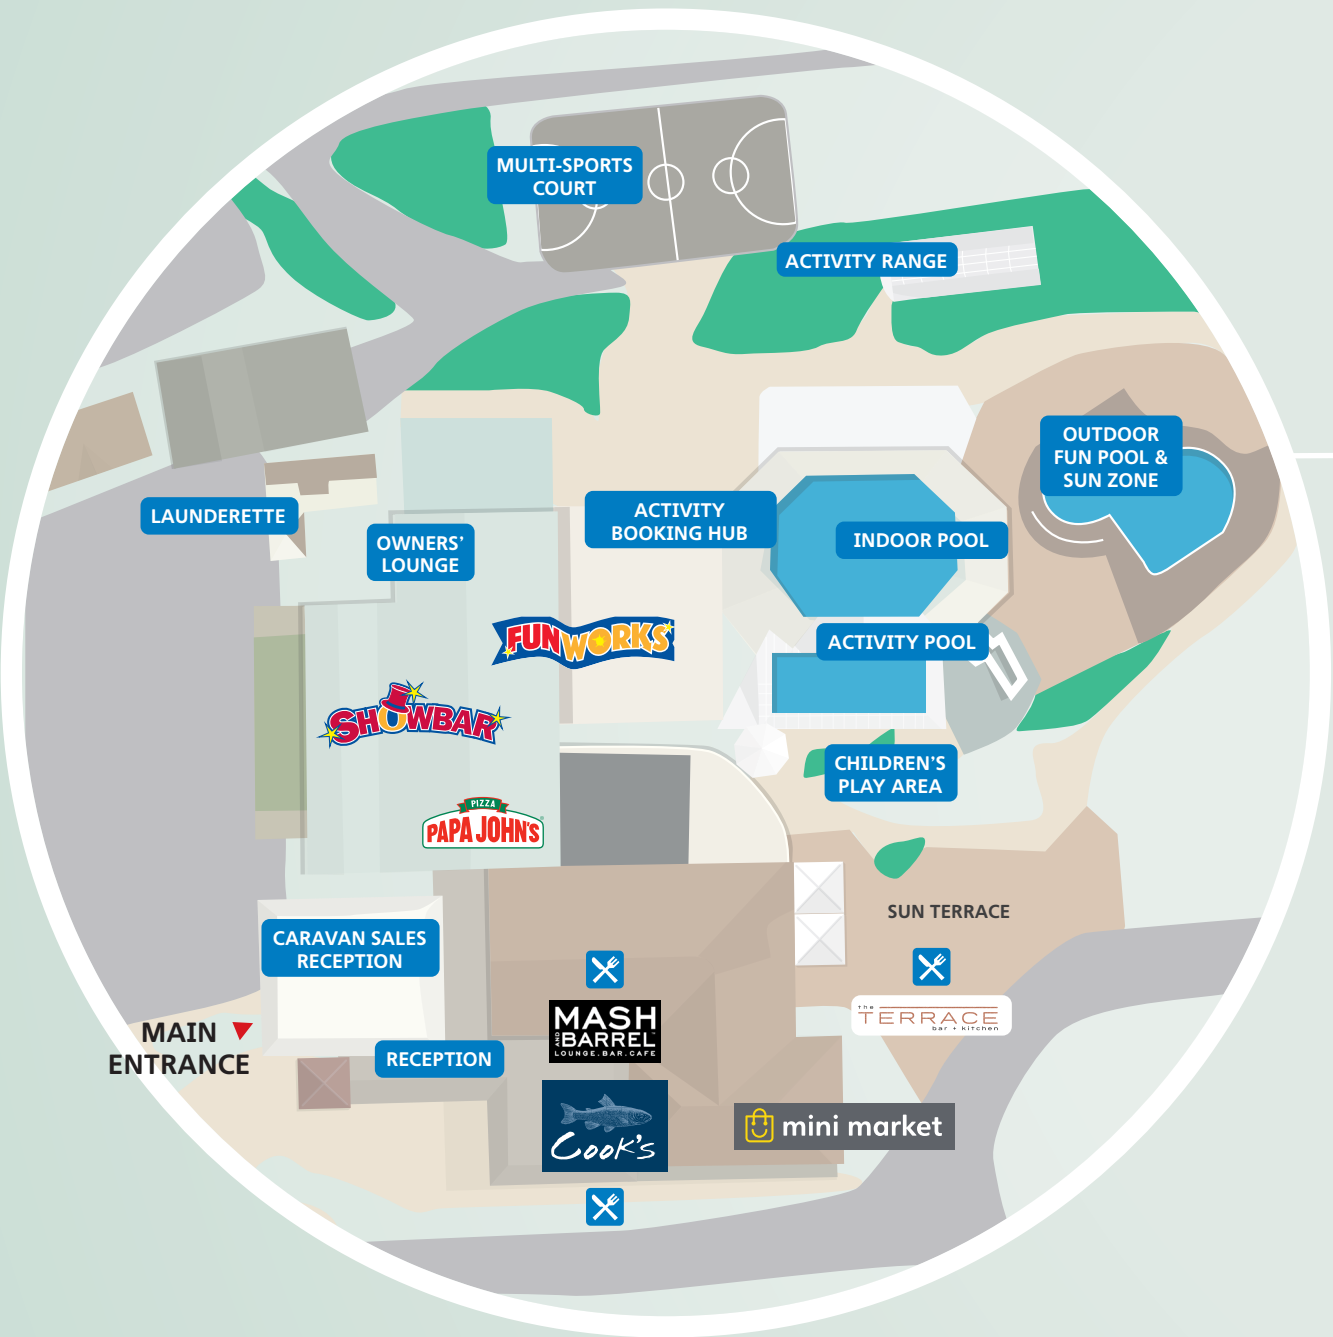 MULTI-SPORTS
COURT
ACTIVITY RANGE
OUTDOOR
FUN POOL &
SUN ZONE
LAUNDERETTE
OWNERS'
LOUNGE
ACTIVITY
BOOKING HUB
INDOOR POOL
FUNWORKS
ACTIVITY POOL
SHOWBAR
CHILDREN'S
PLAY AREA
PIZZA
PAPA JOHN'S
SUN TERRACE
CARAVAN SALES
RECEPTION
MAIN
ENTRANCE
RECEPTION
MASH
AND BARREL
LOUNGE.BAR.CAFE
the
TERRACE
bar + kitchen
Cook's
mini market